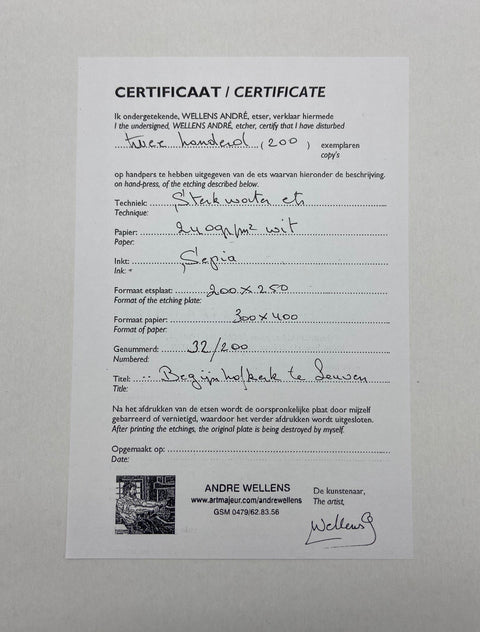 CERTIFICAAT / CERTIFICATE
Ik ondergetekende, WELLENS ANDRÉ, etser, verklaar hiermede
I the undersigned, WELLENS ANDRÉ, etcher, certify that I have disturbed
twee honderd (200) exemplaren
copy's
op handpers te hebben uitgegeven van de ets waarvan hieronder de beschrijving.
on hand-press, of the etching described below.
Techniek: Sterkwater ets
Technique:
Papier: 240gr/m² wit
Paper:
Inkt: Sepia
Ink:
Formaat etsplaat: 200 x 250
Format of the etching plate:
Formaat papier: 300 x 400
Format of paper:
Genummerd: 32/200
Numbered:
Titel: Begijnhofkerk te Leuven
Title:
Na het afdrukken van de etsen wordt de oorspronkelijke plaat door mijzelf
gebarreerd of vernietigd, waardoor het verder afdrukken wordt uitgesloten.
After printing the etchings, the original plate is being destroyed by myself.
Opgemaakt op:
Date:
ANDRE WELLENS
www.artmajeur.com/andrewellens
GSM 0479/62.83.56
De kunstenaar,
The artist,
Wellens